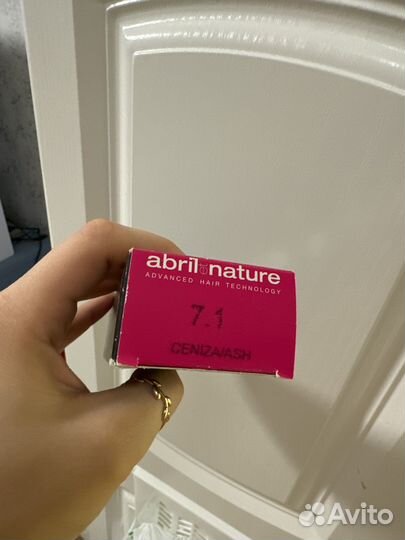 abril nature
ADVANCED HAIR TECHNOLOGY
7.1
CENIZA/ASH
Avito